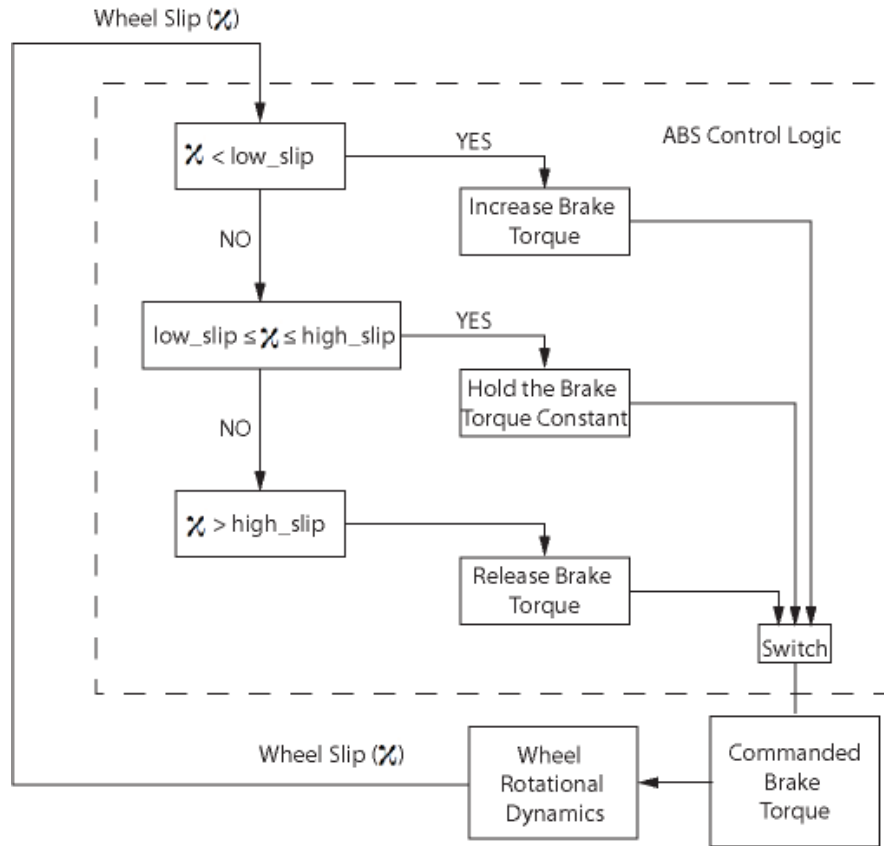 Wheel Slip (ϰ)
ABS Control Logic
ϰ < low_slip
YES
Increase Brake
Torque
NO
low_slip ≤ ϰ ≤ high_slip
YES
Hold the Brake
Torque Constant
NO
ϰ > high_slip
Release Brake
Torque
Switch
Wheel Slip (ϰ)
Wheel
Rotational
Dynamics
Commanded
Brake
Torque